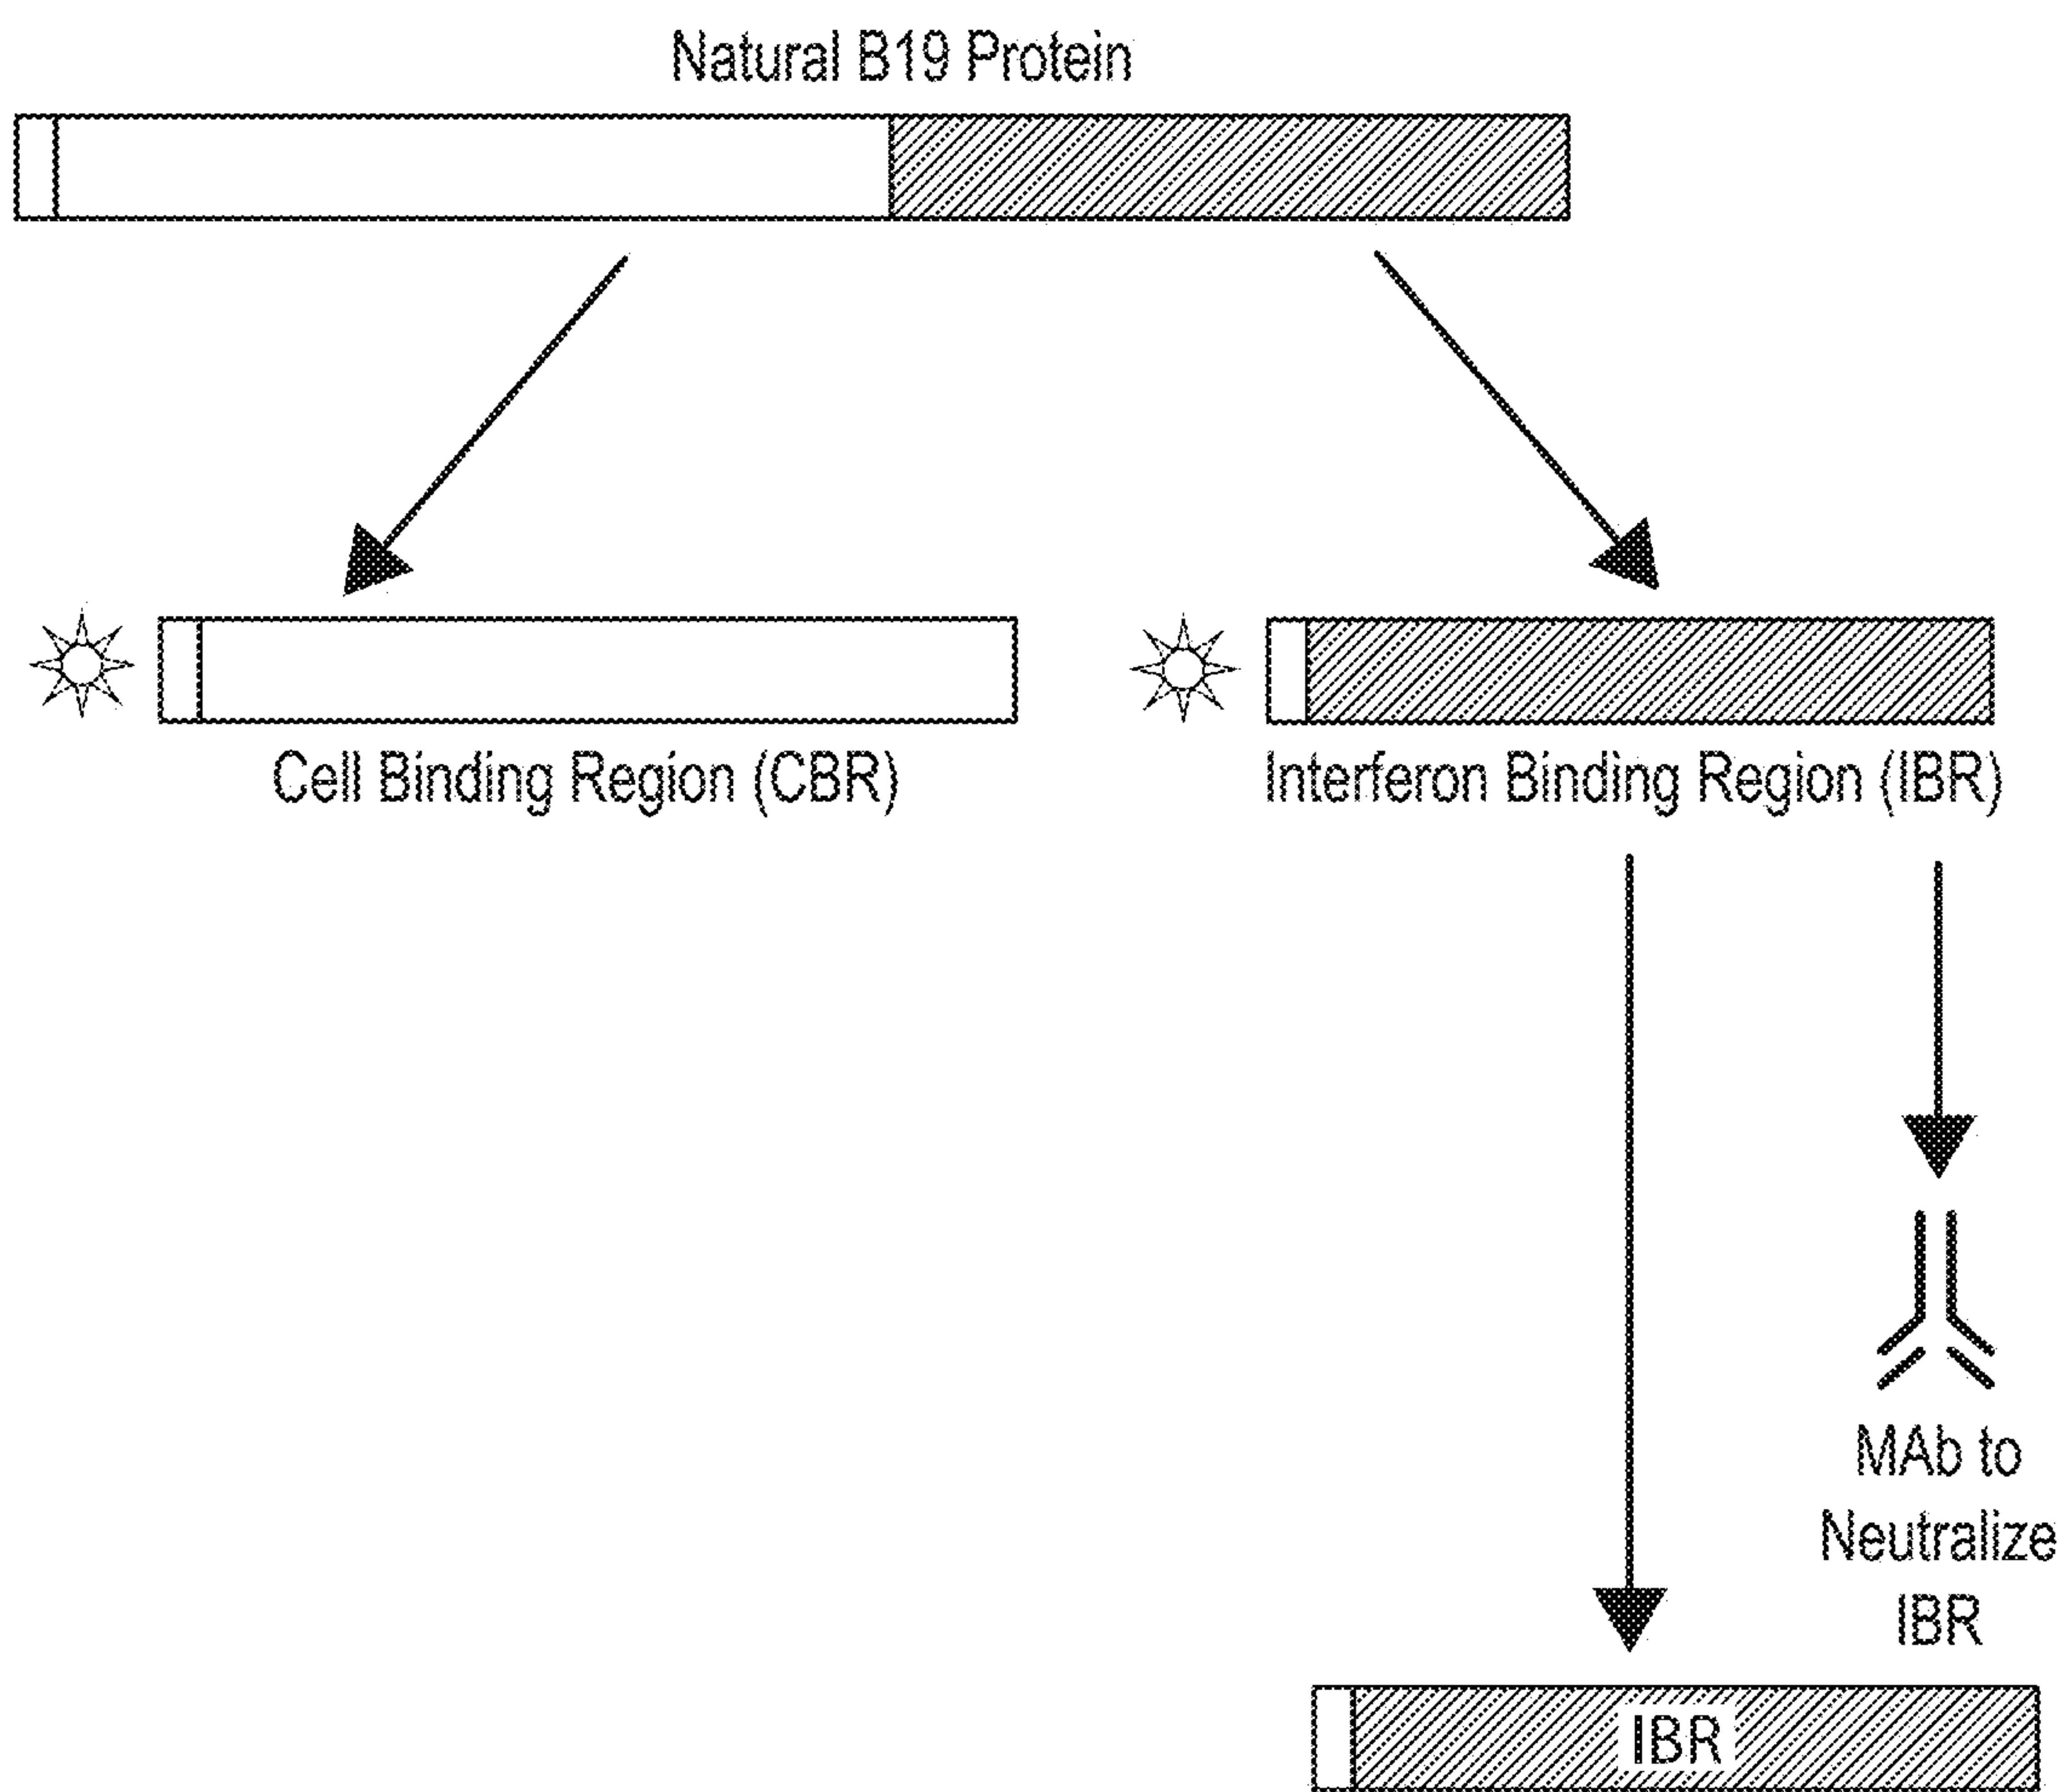 Natural B19 Protein
Cell Binding Region (CBR)
Interferon Binding Region (IBR)
MAb to
Neutralize
IBR
IBR